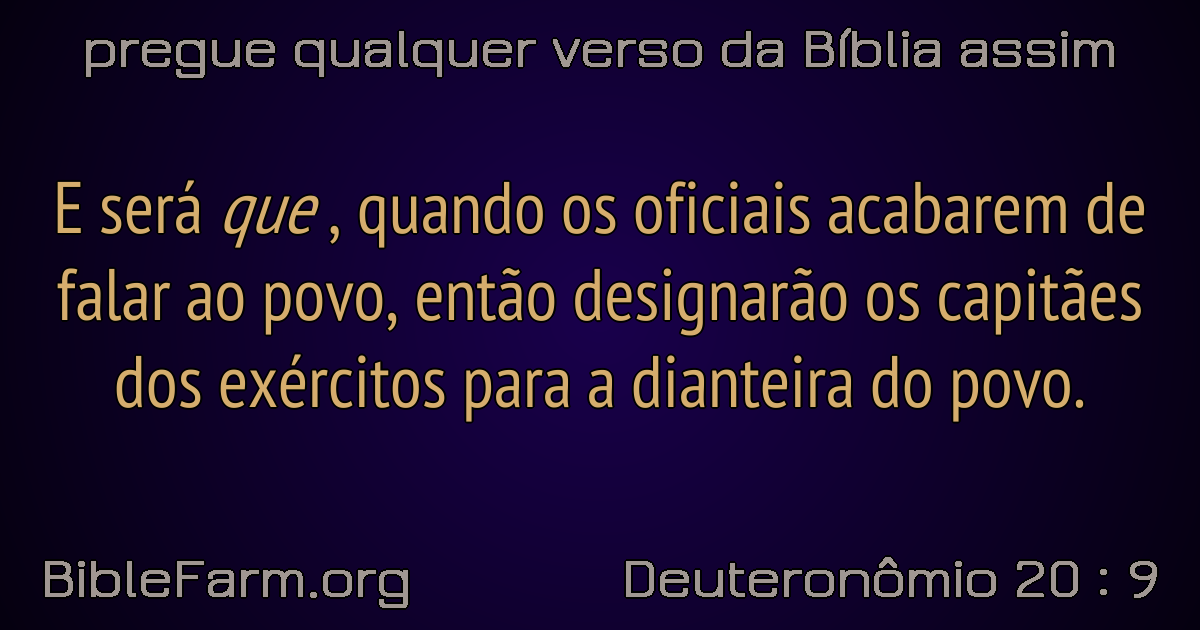 pregue qualquer verso da Bíblia assim
E será que , quando os oficiais acabarem de
falar ao povo, então designarão os capitães
dos exércitos para a dianteira do povo.
BibleFarm.org
Deuteronômio 20 : 9